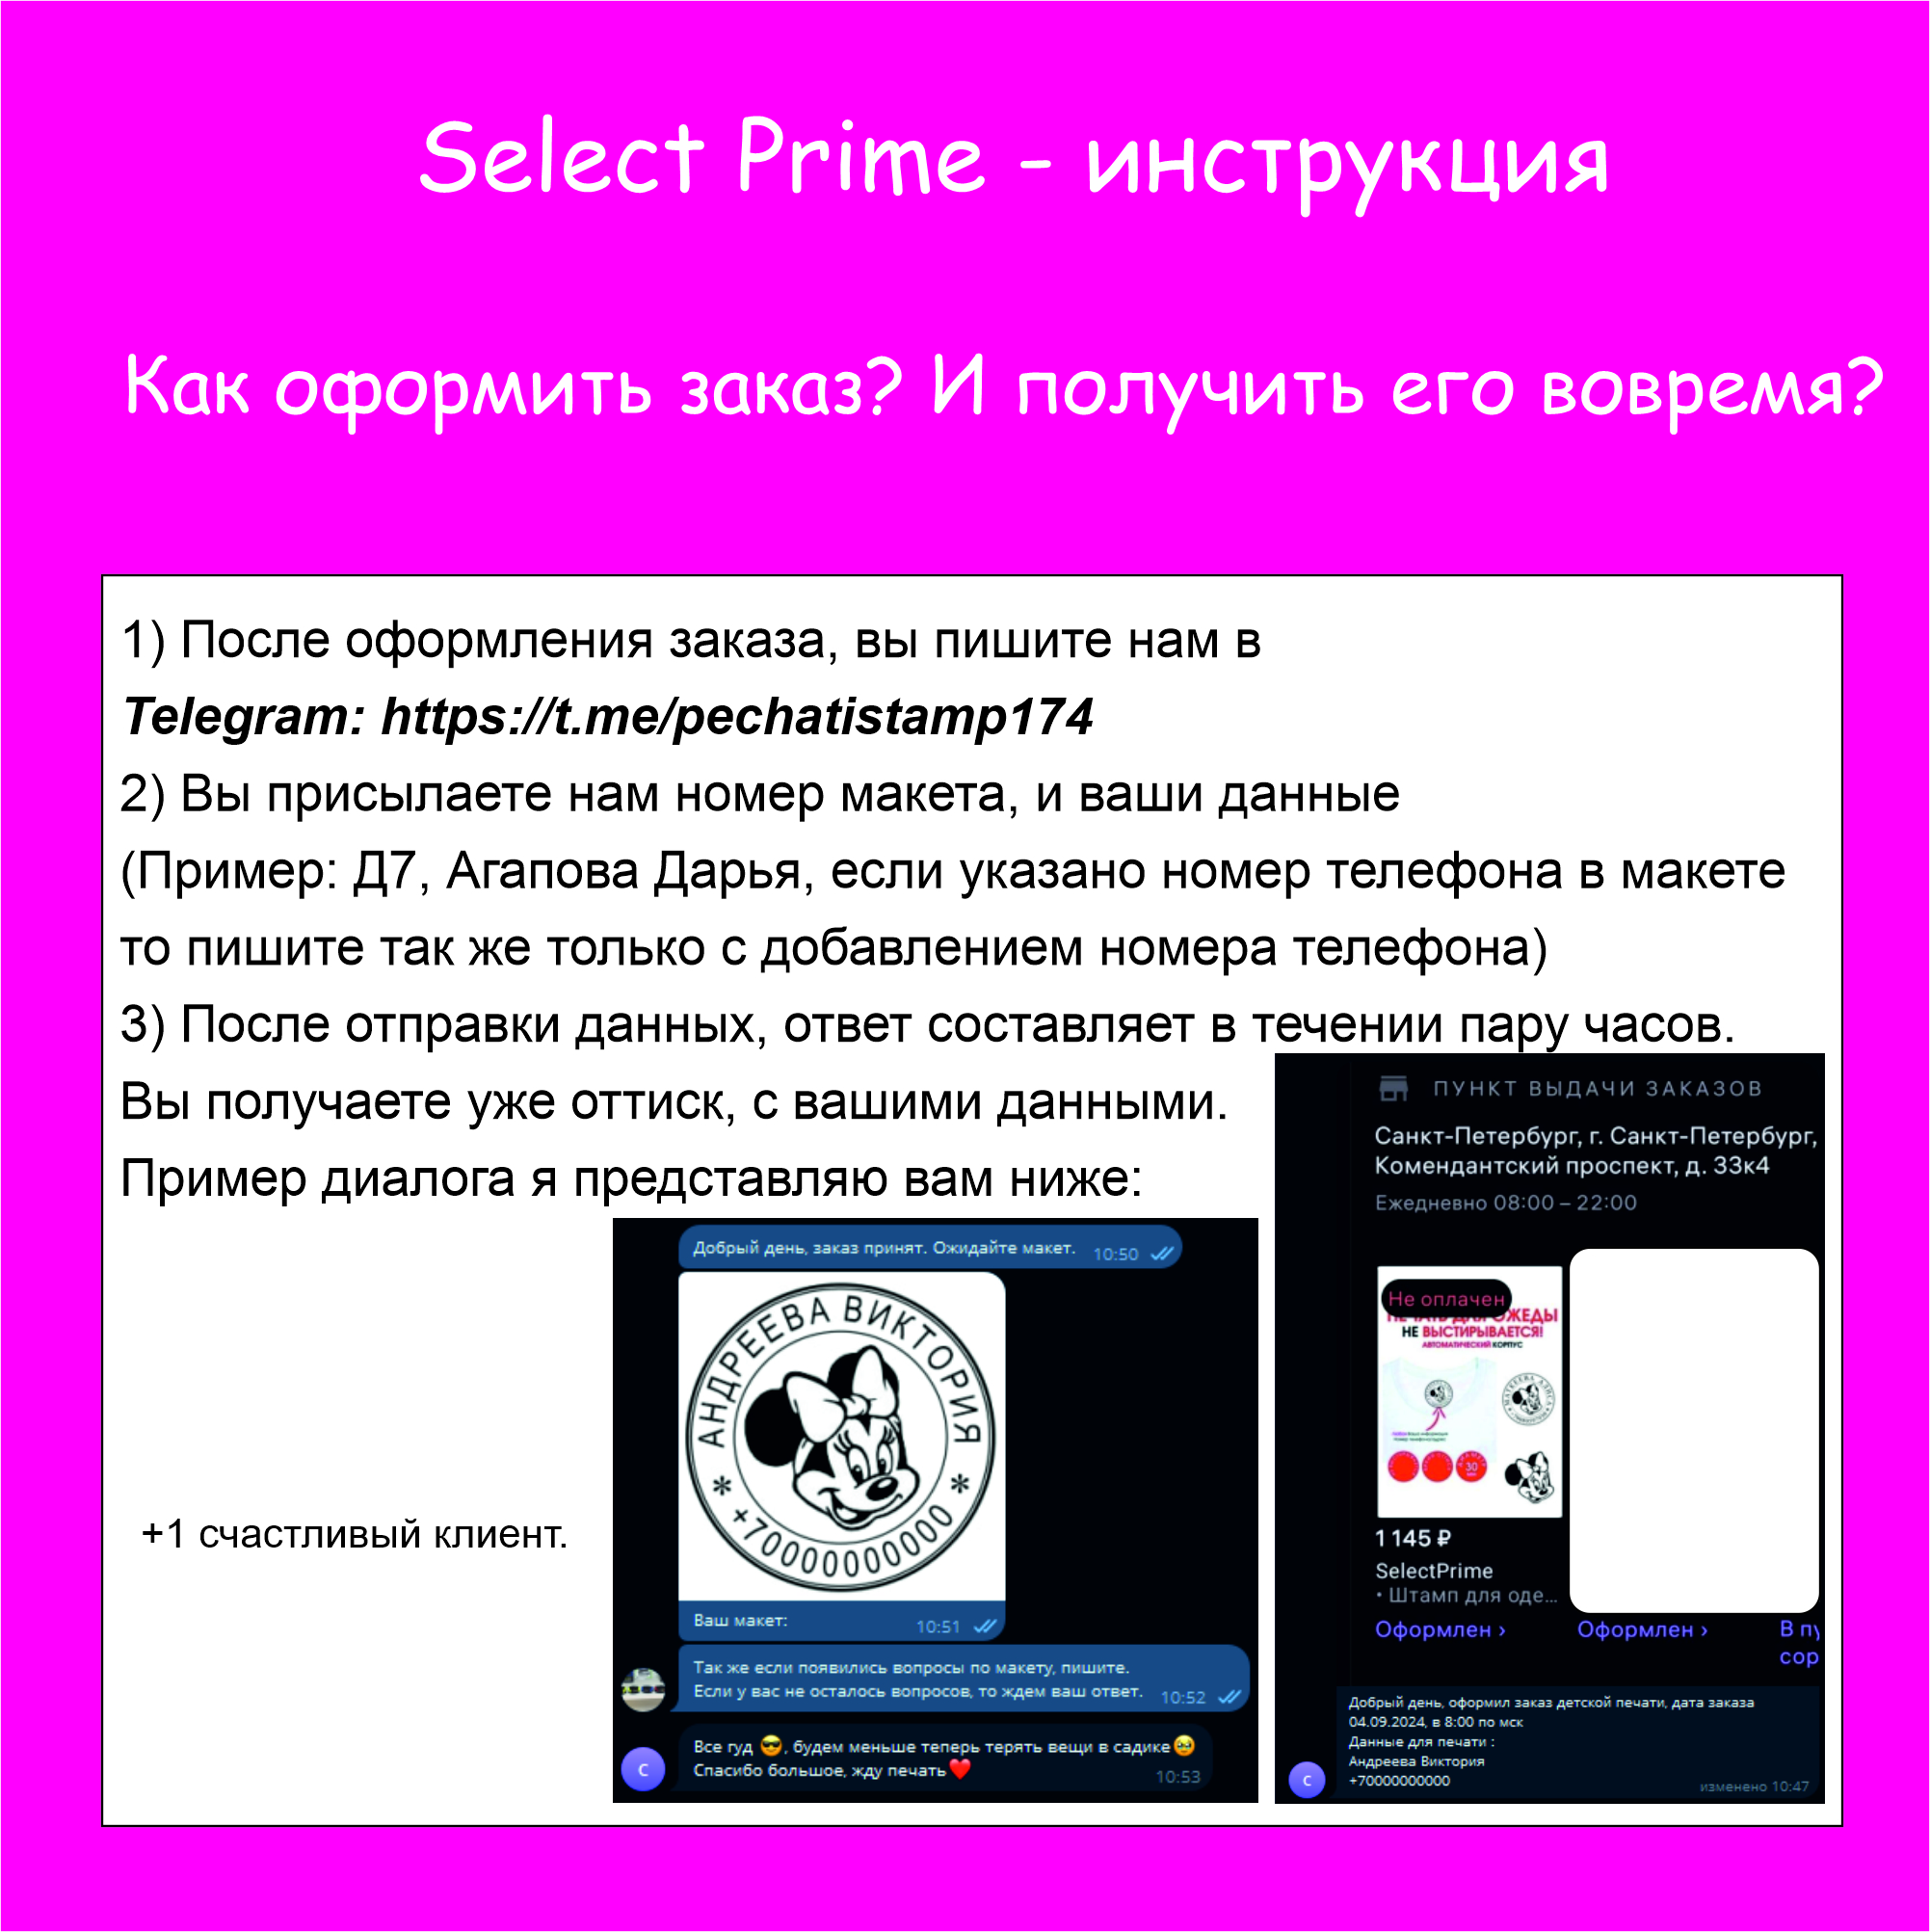 Select Prime - инструкция
Как оформить заказ? И получить его вовремя?
1) После оформления заказа, вы пишите нам в
Telegram: https://t.me/pechatistamp174
2) Вы присылаете нам номер макета, и ваши данные
(Пример: Д7, Агапова Дарья, если указано номер телефона в макете
то пишите так же только с добавлением номера телефона)
3) После отправки данных, ответ составляет в течении пару часов.
Вы получаете уже оттиск, с вашими данными.
Пример диалога я представляю вам ниже:
+1 счастливый клиент.
Добрый день, заказ принят. Ожидайте макет. 10:50
АНДРЕЕВА ВИКТОРИЯ
* +70000000000 *
Ваш макет: 10:51
Так же если появились вопросы по макету, пишите.
Если у вас не осталось вопросов, то ждем ваш ответ. 10:52
Все гуд 😎, будем меньше теперь терять вещи в садике🥹
Спасибо большое, жду печать❤️ 10:53
С
ПУНКТ ВЫДАЧИ ЗАКАЗОВ
Санкт-Петербург, г. Санкт-Петербург,
Комендантский проспект, д. 33к4
Ежедневно 08:00 – 22:00
Не оплачен
ПЕЧАТЬ ДЛЯ ОЖЕДЫ
НЕ ВЫСТИРЫВАЕТСЯ!
АВТОМАТИЧЕСКИЙ КОРПУС
30
1 145 ₽
SelectPrime
• Штамп для оде...
Оформлен ›
Оформлен ›
В пу
сор
Добрый день, оформил заказ детской печати, дата заказа
04.09.2024, в 8:00 по мск
Данные для печати :
Андреева Виктория
+70000000000
изменено 10:47
С